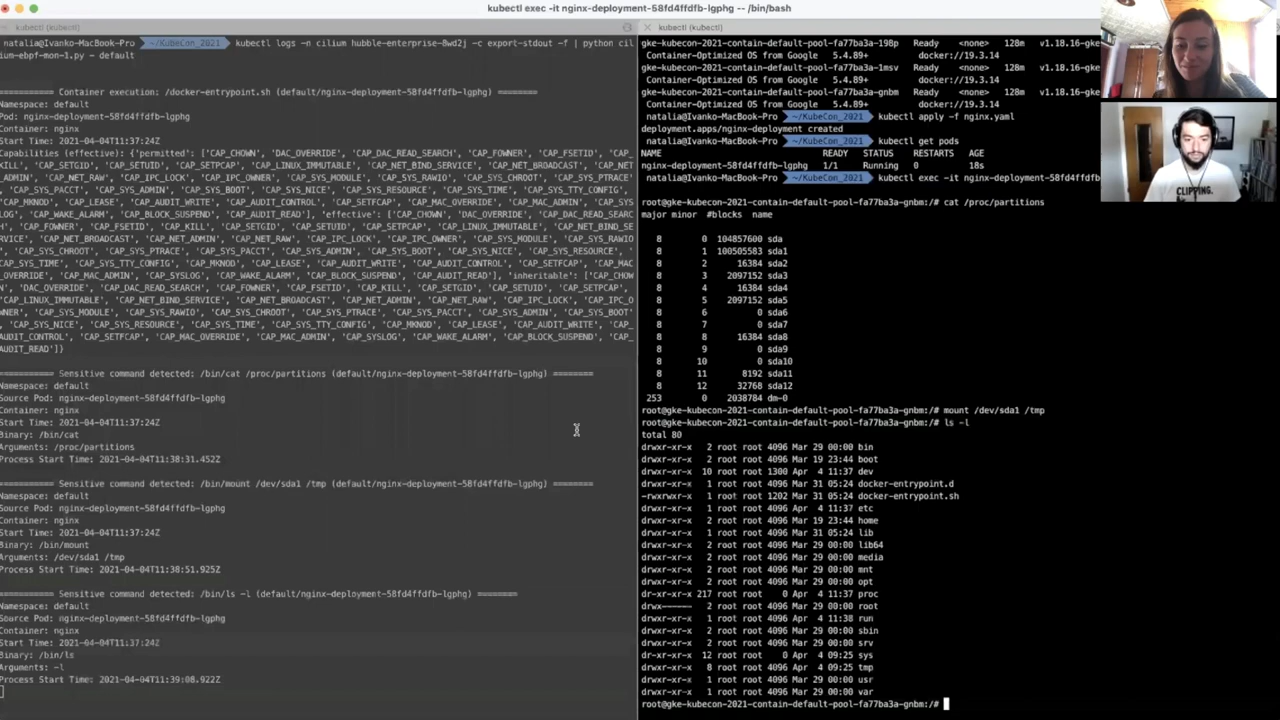 kubectl exec -it nginx-deployment-58fd4ffdfb-lgphg -- /bin/bash
kubectl (kubectl)
natalia@Ivanko-MacBook-Pro ~/KubeCon_2021 kubectl logs -n cilium hubble-enterprise-8wd2j -c export-stdout -f | python cil
ium-ebpf-mon-1.py - default
=========== Container execution: /docker-entrypoint.sh (default/nginx-deployment-58fd4ffdfb-lgphg) ========
Namespace: default
Pod: nginx-deployment-58fd4ffdfb-lgphg
Container: nginx
Start Time: 2021-04-04T11:37:24Z
Capabilities (effective): {'permitted': ['CAP_CHOWN', 'DAC_OVERRIDE', 'CAP_DAC_READ_SEARCH', 'CAP_FOWNER', 'CAP_FSETID', 'CAP_
KILL', 'CAP_SETGID', 'CAP_SETUID', 'CAP_SETPCAP', 'CAP_LINUX_IMMUTABLE', 'CAP_NET_BIND_SERVICE', 'CAP_NET_BROADCAST', 'CAP_NET
_ADMIN', 'CAP_NET_RAW', 'CAP_IPC_LOCK', 'CAP_IPC_OWNER', 'CAP_SYS_MODULE', 'CAP_SYS_RAWIO', 'CAP_SYS_CHROOT', 'CAP_SYS_PTRACE'
, 'CAP_SYS_PACCT', 'CAP_SYS_ADMIN', 'CAP_SYS_BOOT', 'CAP_SYS_NICE', 'CAP_SYS_RESOURCE', 'CAP_SYS_TIME', 'CAP_SYS_TTY_CONFIG',
'CAP_MKNOD', 'CAP_LEASE', 'CAP_AUDIT_WRITE', 'CAP_AUDIT_CONTROL', 'CAP_SETFCAP', 'CAP_MAC_OVERRIDE', 'CAP_MAC_ADMIN', 'CAP_SYS
LOG', 'CAP_WAKE_ALARM', 'CAP_BLOCK_SUSPEND', 'CAP_AUDIT_READ'], 'effective': ['CAP_CHOWN', 'DAC_OVERRIDE', 'CAP_DAC_READ_SEARC
H', 'CAP_FOWNER', 'CAP_FSETID', 'CAP_KILL', 'CAP_SETGID', 'CAP_SETUID', 'CAP_SETPCAP', 'CAP_LINUX_IMMUTABLE', 'CAP_NET_BIND_SE
RVICE', 'CAP_NET_BROADCAST', 'CAP_NET_ADMIN', 'CAP_NET_RAW', 'CAP_IPC_LOCK', 'CAP_IPC_OWNER', 'CAP_SYS_MODULE', 'CAP_SYS_RAWIO
', 'CAP_SYS_CHROOT', 'CAP_SYS_PTRACE', 'CAP_SYS_PACCT', 'CAP_SYS_ADMIN', 'CAP_SYS_BOOT', 'CAP_SYS_NICE', 'CAP_SYS_RESOURCE', '
CAP_SYS_TIME', 'CAP_SYS_TTY_CONFIG', 'CAP_MKNOD', 'CAP_LEASE', 'CAP_AUDIT_WRITE', 'CAP_AUDIT_CONTROL', 'CAP_SETFCAP', 'CAP_MAC
_OVERRIDE', 'CAP_MAC_ADMIN', 'CAP_SYSLOG', 'CAP_WAKE_ALARM', 'CAP_BLOCK_SUSPEND', 'CAP_AUDIT_READ'], 'inheritable': ['CAP_CHOW
N', 'DAC_OVERRIDE', 'CAP_DAC_READ_SEARCH', 'CAP_FOWNER', 'CAP_FSETID', 'CAP_KILL', 'CAP_SETGID', 'CAP_SETUID', 'CAP_SETPCAP',
'CAP_LINUX_IMMUTABLE', 'CAP_NET_BIND_SERVICE', 'CAP_NET_BROADCAST', 'CAP_NET_ADMIN', 'CAP_NET_RAW', 'CAP_IPC_LOCK', 'CAP_IPC_O
WNER', 'CAP_SYS_MODULE', 'CAP_SYS_RAWIO', 'CAP_SYS_CHROOT', 'CAP_SYS_PTRACE', 'CAP_SYS_PACCT', 'CAP_SYS_ADMIN', 'CAP_SYS_BOOT'
, 'CAP_SYS_NICE', 'CAP_SYS_RESOURCE', 'CAP_SYS_TIME', 'CAP_SYS_TTY_CONFIG', 'CAP_MKNOD', 'CAP_LEASE', 'CAP_AUDIT_WRITE', 'CAP_
AUDIT_CONTROL', 'CAP_SETFCAP', 'CAP_MAC_OVERRIDE', 'CAP_MAC_ADMIN', 'CAP_SYSLOG', 'CAP_WAKE_ALARM', 'CAP_BLOCK_SUSPEND', 'CAP_
AUDIT_READ']}
=========== Sensitive command detected: /bin/cat /proc/partitions (default/nginx-deployment-58fd4ffdfb-lgphg) ========
Namespace: default
Source Pod: nginx-deployment-58fd4ffdfb-lgphg
Container: nginx
Start Time: 2021-04-04T11:37:24Z
Binary: /bin/cat
Arguments: /proc/partitions
Process Start Time: 2021-04-04T11:38:31.452Z
=========== Sensitive command detected: /bin/mount /dev/sda1 /tmp (default/nginx-deployment-58fd4ffdfb-lgphg) ========
Namespace: default
Source Pod: nginx-deployment-58fd4ffdfb-lgphg
Container: nginx
Start Time: 2021-04-04T11:37:24Z
Binary: /bin/mount
Arguments: /dev/sda1 /tmp
Process Start Time: 2021-04-04T11:38:51.925Z
=========== Sensitive command detected: /bin/ls -l (default/nginx-deployment-58fd4ffdfb-lgphg) =======
Namespace: default
Source Pod: nginx-deployment-58fd4ffdfb-lgphg
Container: nginx
Start Time: 2021-04-04T11:37:24Z
Binary: /bin/ls
Arguments: -l
Process Start Time: 2021-04-04T11:39:08.922Z
kubectl (kubectl)
gke-kubecon-2021-contain-default-pool-fa77ba3a-198p Ready <none> 128m v1.18.16-gke
Container-Optimized OS from Google 5.4.89+ docker://19.3.14
gke-kubecon-2021-contain-default-pool-fa77ba3a-1msv Ready <none> 128m v1.18.16-gke
Container-Optimized OS from Google 5.4.89+ docker://19.3.14
gke-kubecon-2021-contain-default-pool-fa77ba3a-gnbm Ready <none> 128m v1.18.16-gke
Container-Optimized OS from Google 5.4.89+ docker://19.3.14
natalia@Ivanko-MacBook-Pro ~/KubeCon_2021 kubectl apply -f nginx.yaml
deployment.apps/nginx-deployment created
natalia@Ivanko-MacBook-Pro ~/KubeCon_2021 kubectl get pods
NAME READY STATUS RESTARTS AGE
nginx-deployment-58fd4ffdfb-lgphg 1/1 Running 0 18s
natalia@Ivanko-MacBook-Pro ~/KubeCon_2021 kubectl exec -it nginx-deployment-58fd4ffdfb
root@gke-kubecon-2021-contain-default-pool-fa77ba3a-gnbm:/# cat /proc/partitions
major minor #blocks name
8 0 104857600 sda
8 1 100505583 sda1
8 2 16384 sda2
8 3 2097152 sda3
8 4 16384 sda4
8 5 2097152 sda5
8 6 0 sda6
8 7 0 sda7
8 8 16384 sda8
8 9 0 sda9
8 10 0 sda10
8 11 8192 sda11
8 12 32768 sda12
253 0 2038784 dm-0
root@gke-kubecon-2021-contain-default-pool-fa77ba3a-gnbm:/# mount /dev/sda1 /tmp
root@gke-kubecon-2021-contain-default-pool-fa77ba3a-gnbm:/# ls -l
total 80
drwxr-xr-x 2 root root 4096 Mar 29 00:00 bin
drwxr-xr-x 2 root root 4096 Mar 19 23:44 boot
drwxr-xr-x 10 root root 1300 Apr 4 11:37 dev
drwxr-xr-x 1 root root 4096 Mar 31 05:24 docker-entrypoint.d
-rwxrwxr-x 1 root root 1202 Mar 31 05:24 docker-entrypoint.sh
drwxr-xr-x 1 root root 4096 Apr 4 11:37 etc
drwxr-xr-x 2 root root 4096 Mar 19 23:44 home
drwxr-xr-x 1 root root 4096 Mar 31 05:24 lib
drwxr-xr-x 2 root root 4096 Mar 29 00:00 lib64
drwxr-xr-x 2 root root 4096 Mar 29 00:00 media
drwxr-xr-x 2 root root 4096 Mar 29 00:00 mnt
drwxr-xr-x 2 root root 4096 Mar 29 00:00 opt
dr-xr-xr-x 217 root root 0 Apr 4 11:37 proc
drwx------ 2 root root 4096 Mar 29 00:00 root
drwxr-xr-x 1 root root 4096 Apr 4 11:38 run
drwxr-xr-x 2 root root 4096 Mar 29 00:00 sbin
drwxr-xr-x 2 root root 4096 Mar 29 00:00 srv
dr-xr-xr-x 12 root root 0 Apr 4 09:25 sys
drwxr-xr-x 8 root root 4096 Apr 4 09:25 tmp
drwxr-xr-x 1 root root 4096 Mar 29 00:00 usr
drwxr-xr-x 1 root root 4096 Mar 29 00:00 var
root@gke-kubecon-2021-contain-default-pool-fa77ba3a-gnbm:/#
CLIPPING.